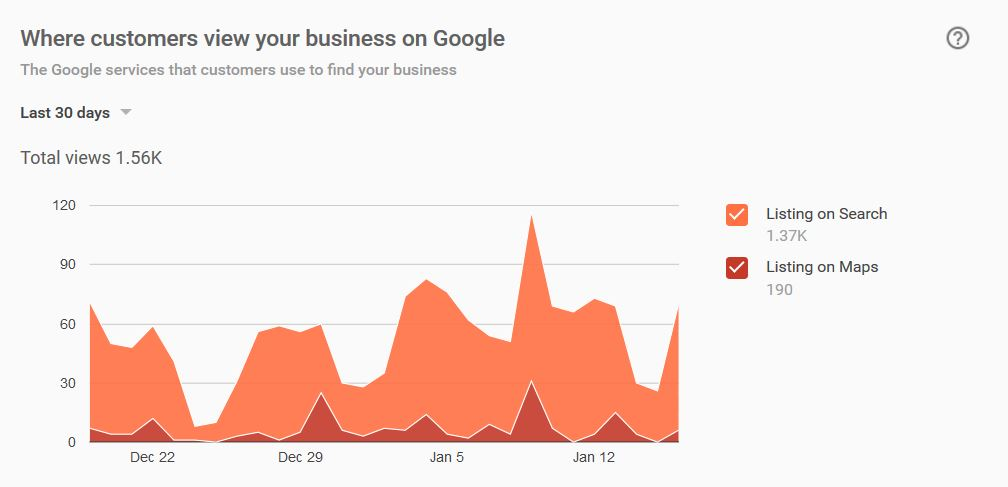 Where customers view your business on Google
The Google services that customers use to find your business
Last 30 days
Total views 1.56K
120
90
60
30
0
Dec 22
Dec 29
Jan 5
Jan 12
Listing on Search
1.37K
Listing on Maps
190
?